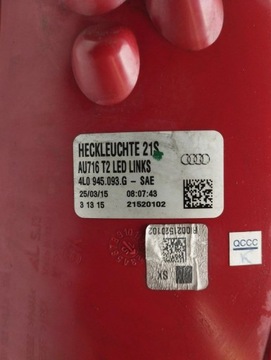 HECKLEUCHTE 21S
AU716 T2 LED LINKS
4L0 945.093.G - SAE
25/03/15 08:07:43
3 13 15 21520102
QCCC